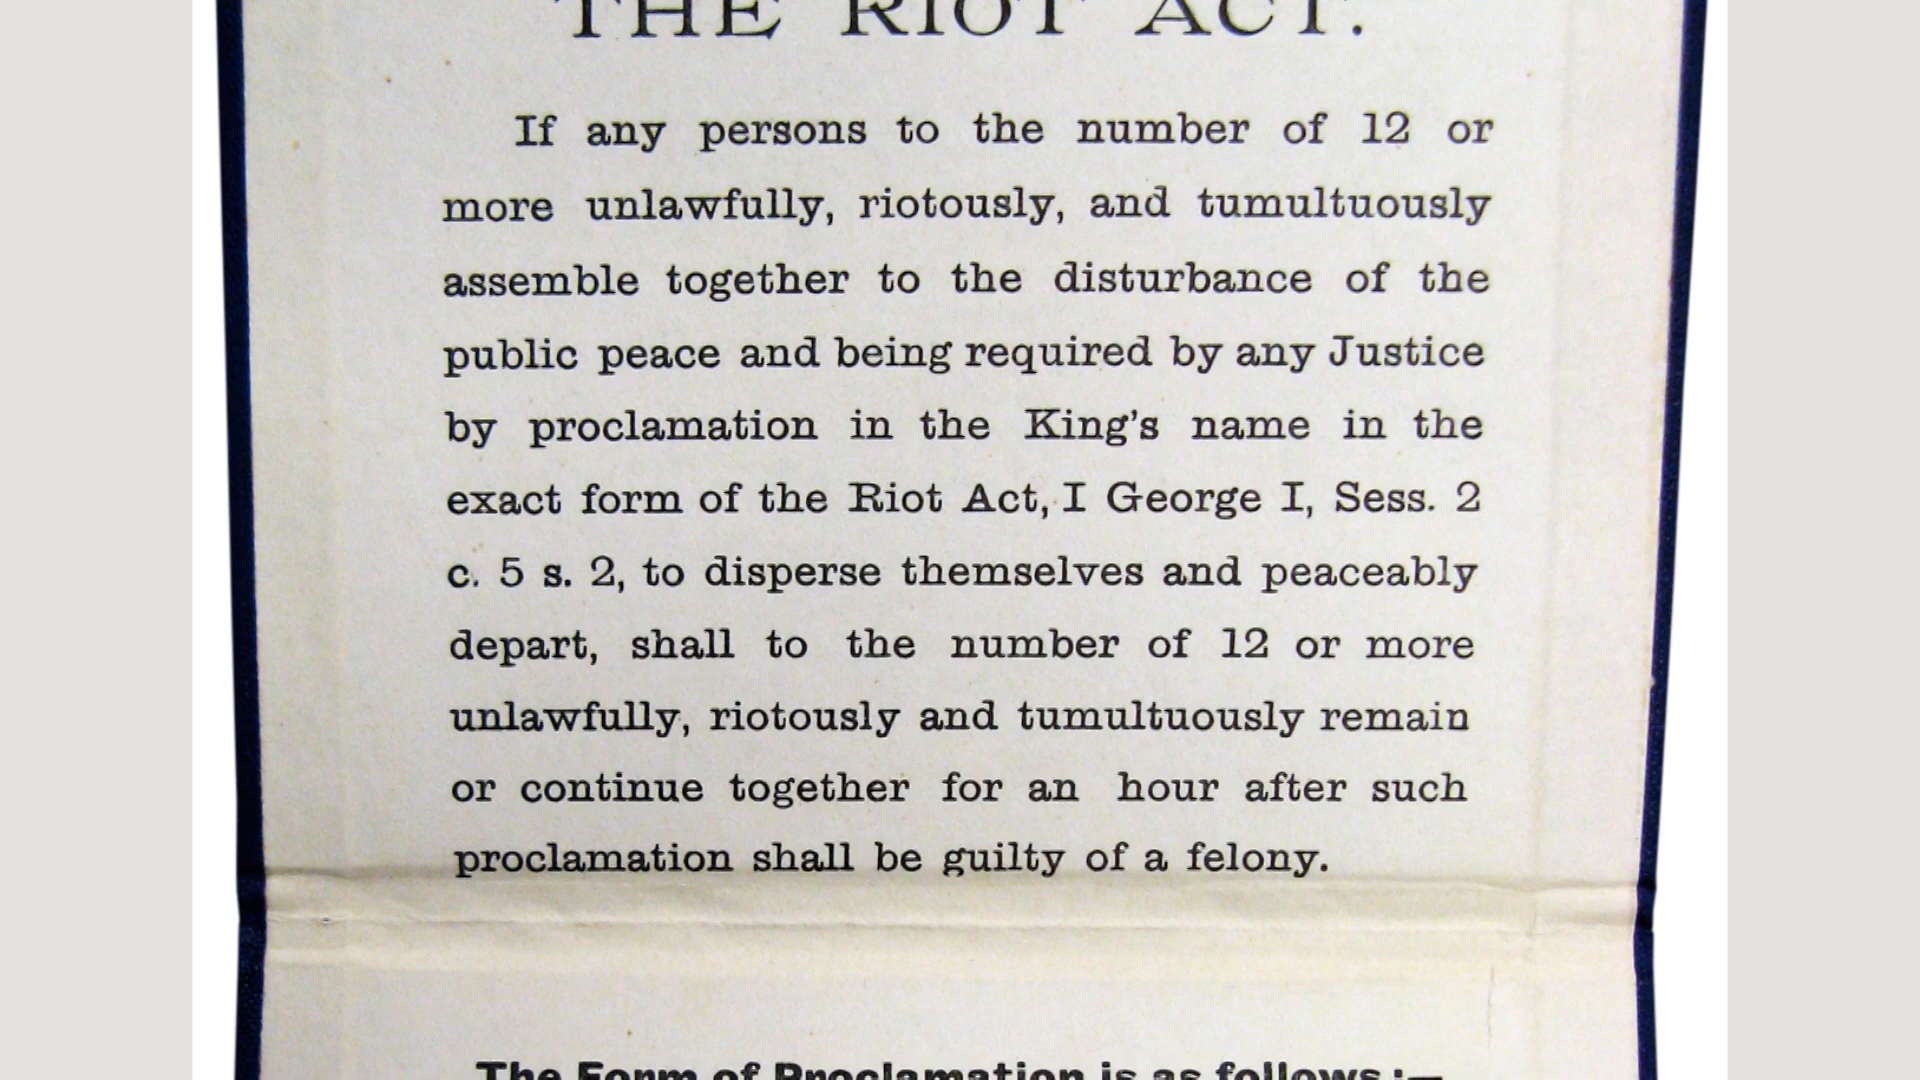 THE RIOT ACT.
If any persons to the number of 12 or
more unlawfully, riotously, and tumultuously
assemble together to the disturbance of the
public peace and being required by any Justice
by proclamation in the King's name in the
exact form of the Riot Act, I George I, Sess. 2
c. 5 s. 2, to disperse themselves and peaceably
depart, shall to the number of 12 or more
unlawfully, riotously and tumultuously remain
or continue together for an hour after such
proclamation shall be guilty of a felony.
The Form of Proclamation is as follows:—